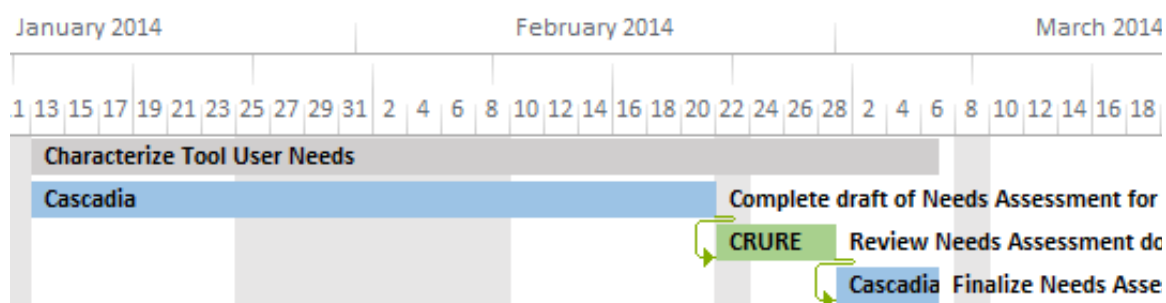 January 2014 February 2014 March 2014
.1 13 15 17 19 21 23 25 27 29 31 2 4 6 8 10 12 14 16 18 20 22 24 26 28 2 4 6 8 10 12 14 16 18
Characterize Tool User Needs
Cascadia Complete draft of Needs Assessment for
CRURE Review Needs Assessment do
Cascadia Finalize Needs Asse